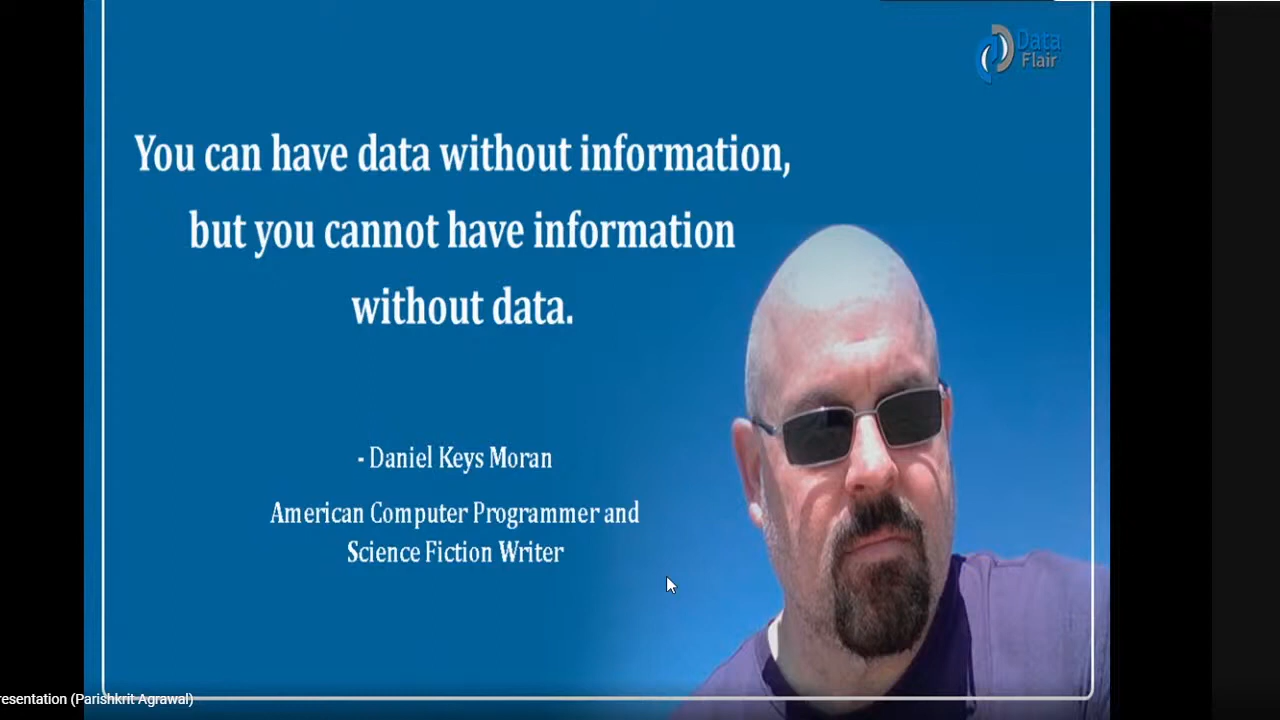 Data
Flair
You can have data without information,
but you cannot have information
without data.
- Daniel Keys Moran
American Computer Programmer and
Science Fiction Writer
resentation (Parishkrit Agrawal)